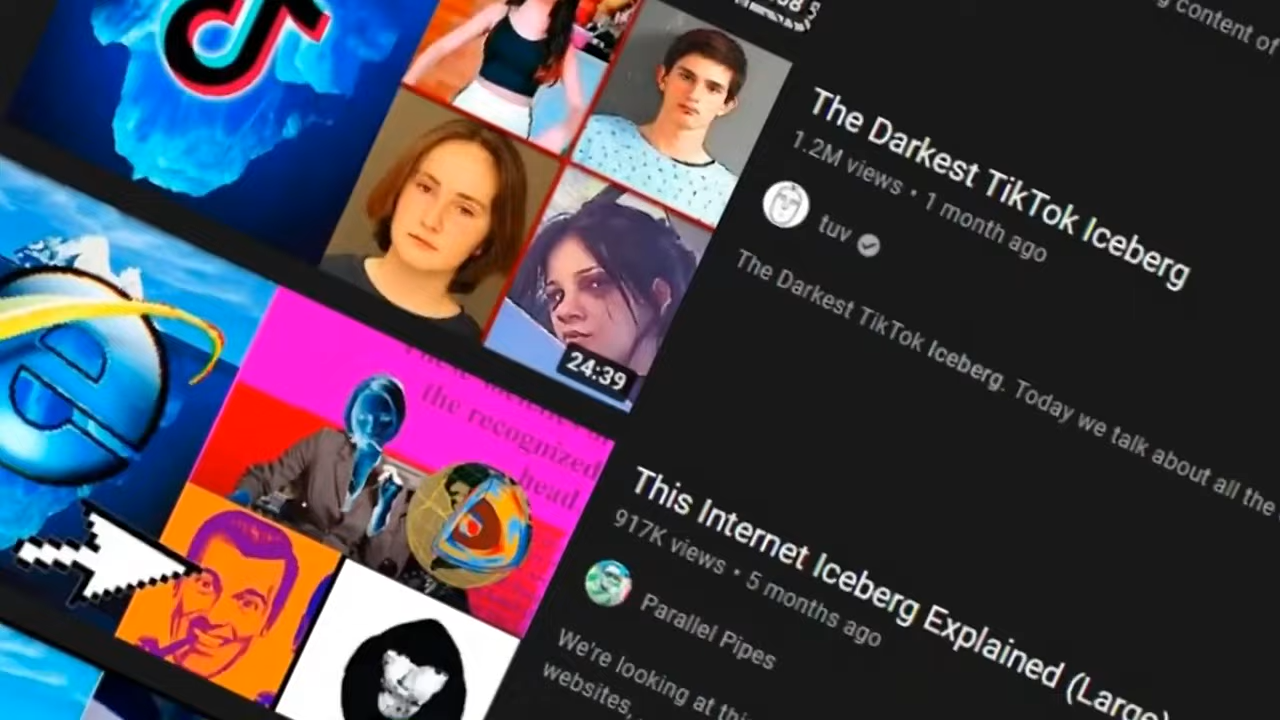 g content of
The Darkest TikTok Iceberg
1.2M views • 1 month ago
tuv
The Darkest TikTok Iceberg. Today we talk about all the
24:39
the recognized
head
This Internet Iceberg Explained (Large)
917K views • 5 months ago
Parallel Pipes
We're looking at this
websites,